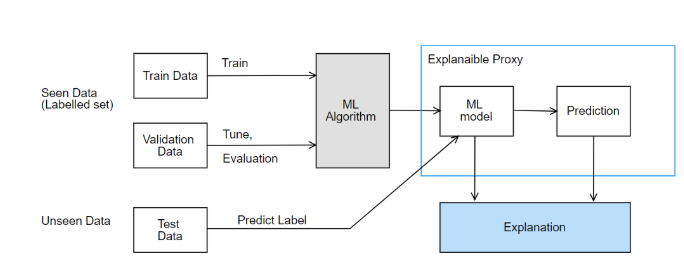 Explanaible Proxy
Train
Train Data
Seen Data
(Labelled set)
ML
Algorithm
ML
model
Prediction
Validation
Data
Tune,
Evaluation
Unseen Data
Test
Data
Predict Label
Explanation